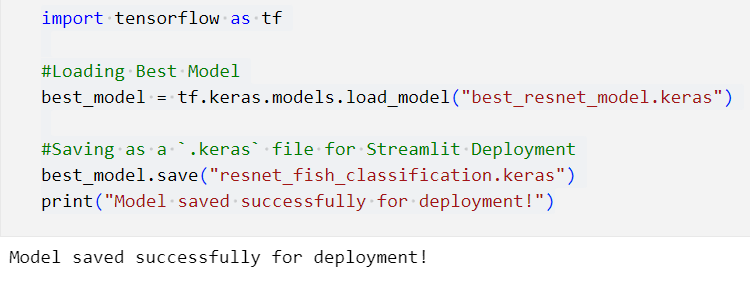 import tensorflow as tf
#Loading Best Model
best_model = tf.keras.models.load_model("best_resnet_model.keras")
#Saving as a `.keras` file for Streamlit Deployment
best_model.save("resnet_fish_classification.keras")
print("Model saved successfully for deployment!")
Model saved successfully for deployment!